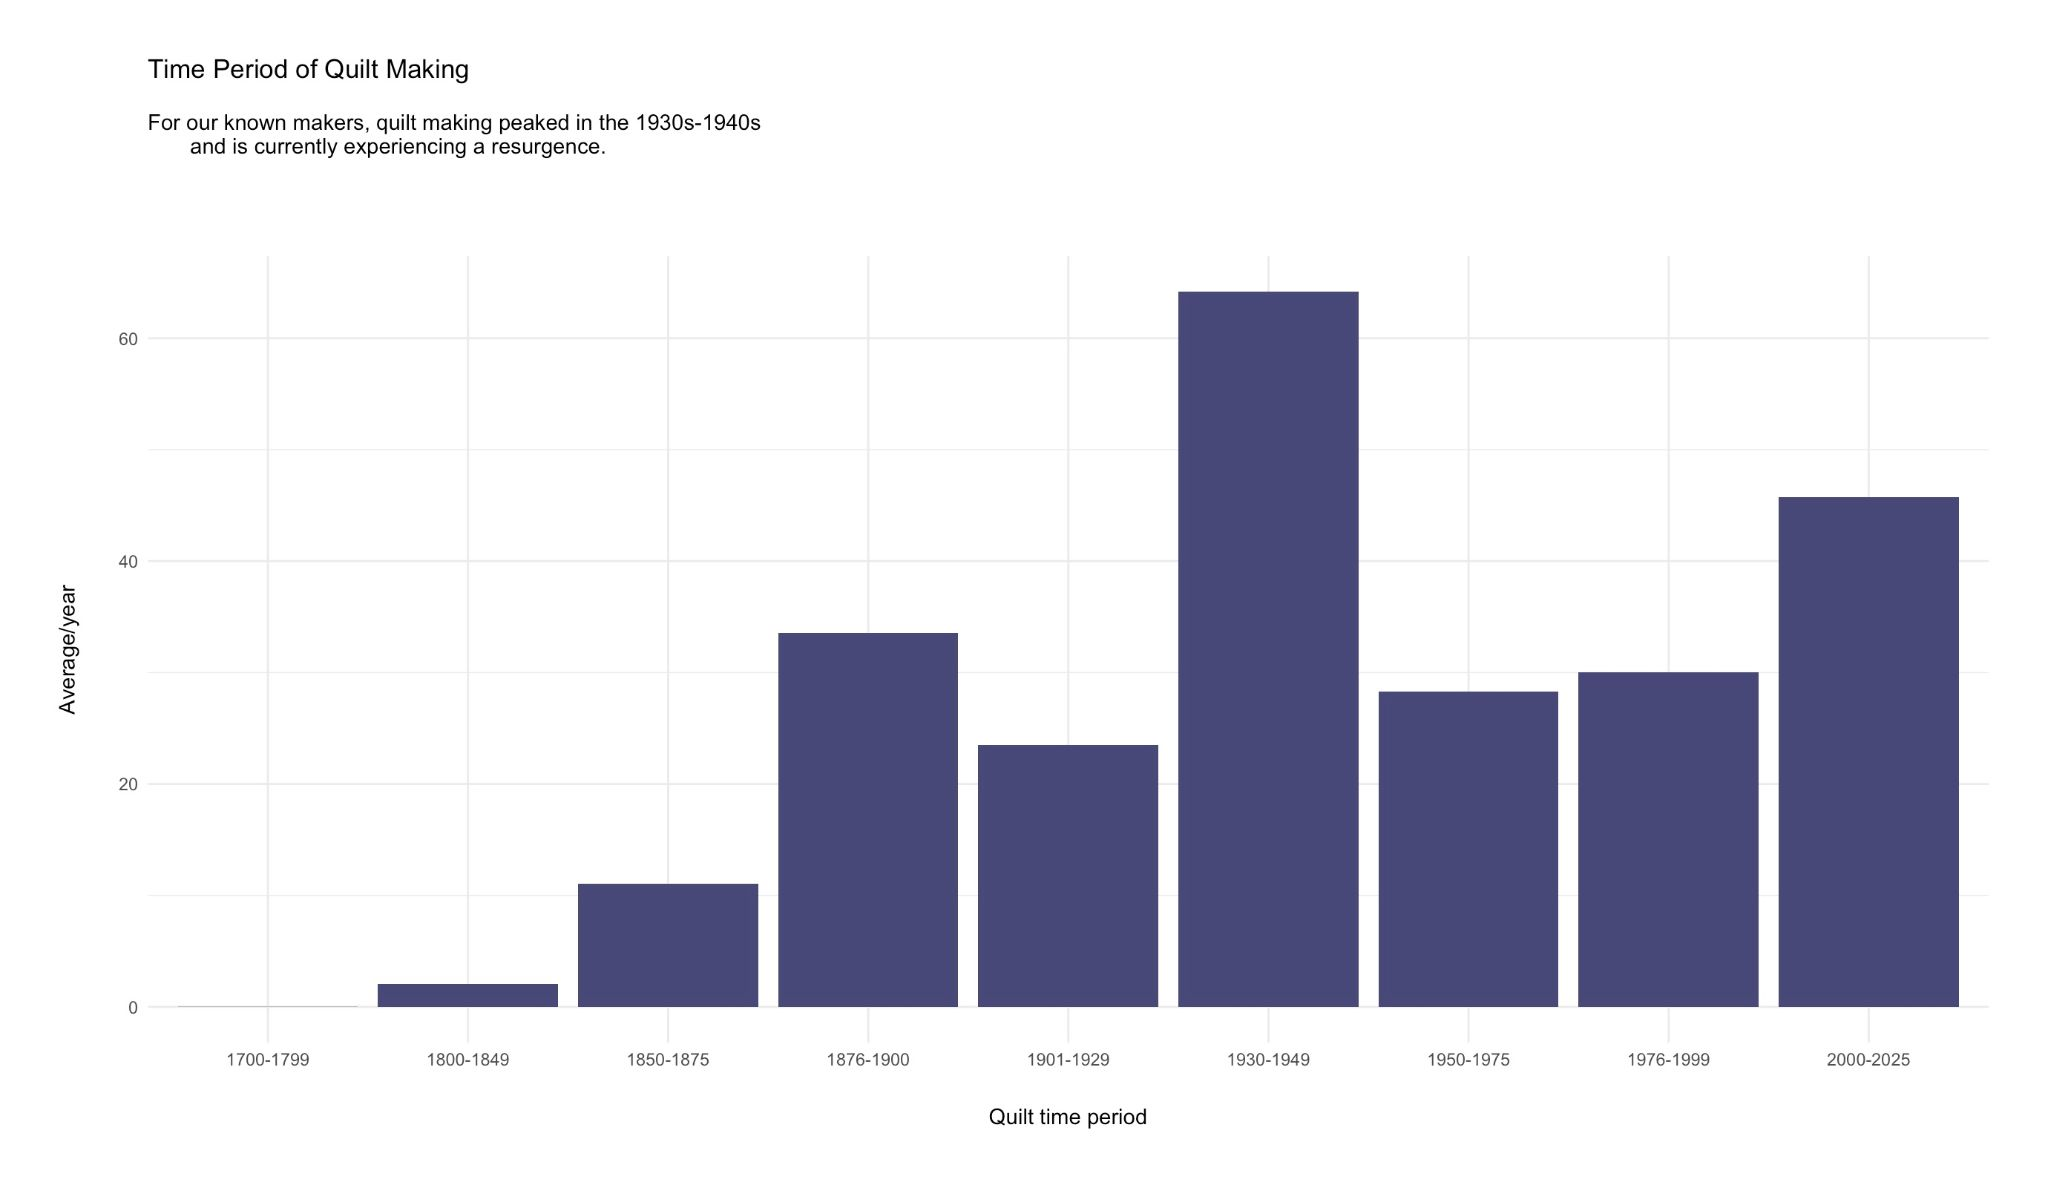 Time Period of Quilt Making
For our known makers, quilt making peaked in the 1930s-1940s
and is currently experiencing a resurgence.
60
40
20
0
Average/year
1700-1799 1800-1849 1850-1875 1876-1900 1901-1929 1930-1949 1950-1975 1976-1999 2000-2025
Quilt time period